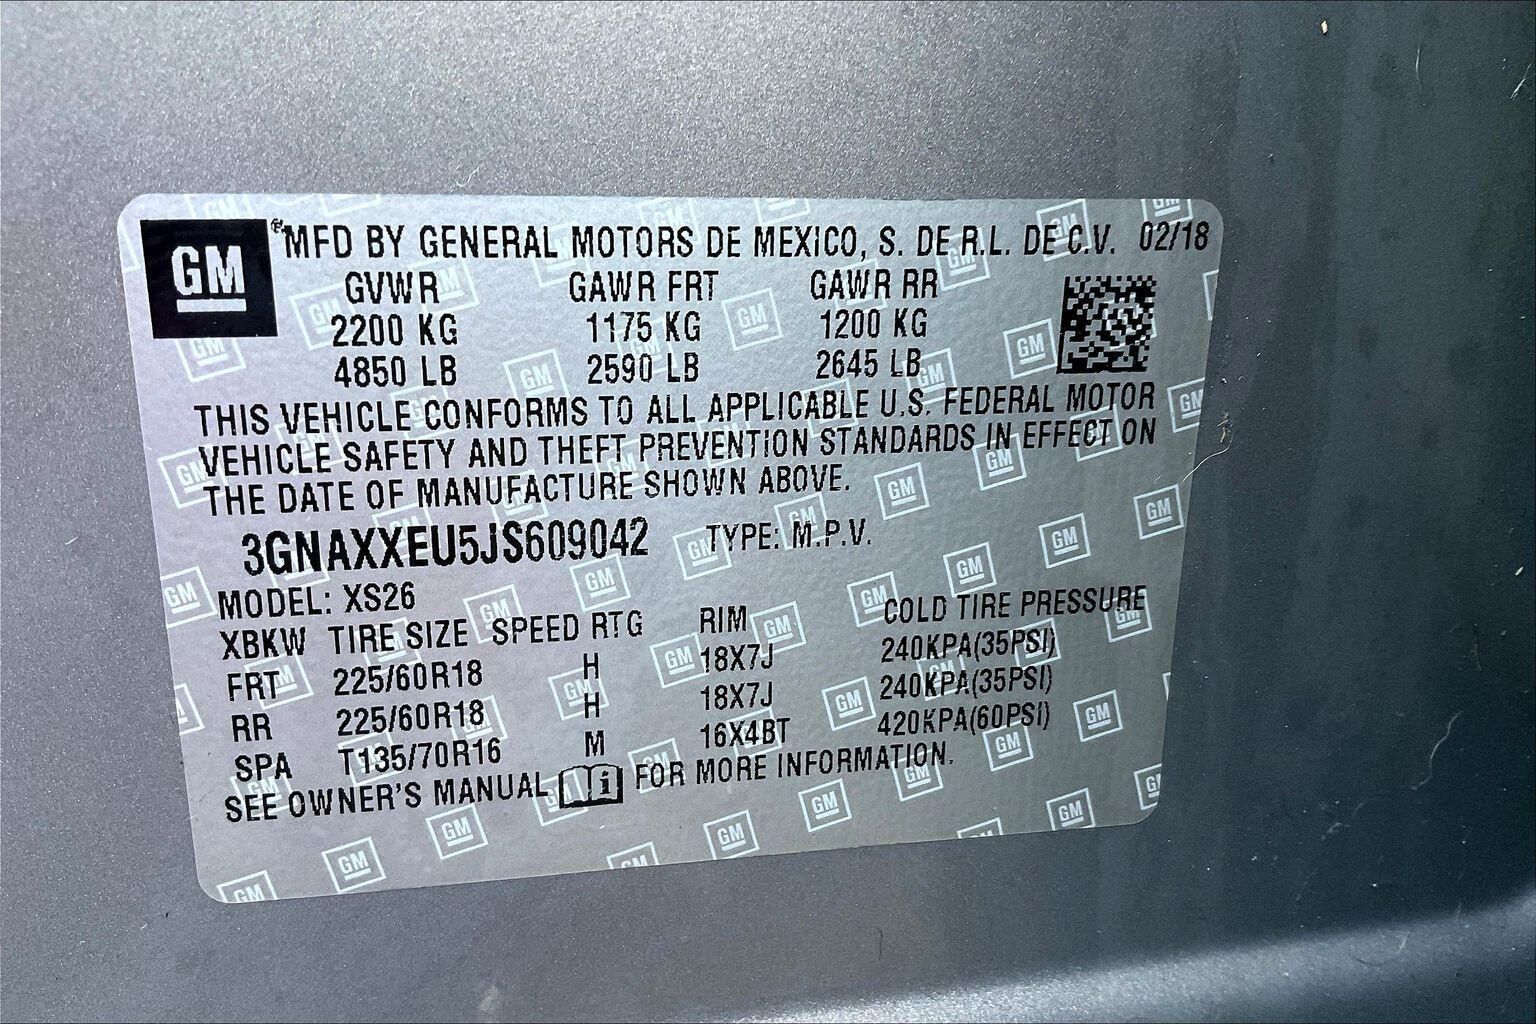 GM ® MFD BY GENERAL MOTORS DE MEXICO, S. DE R.L. DE C.V. 02/18
GVWR GAWR FRT GAWR RR
2200 KG 1175 KG 1200 KG
4850 LB 2590 LB 2645 LB
THIS VEHICLE CONFORMS TO ALL APPLICABLE U.S. FEDERAL MOTOR
VEHICLE SAFETY AND THEFT PREVENTION STANDARDS IN EFFECT ON
THE DATE OF MANUFACTURE SHOWN ABOVE.
3GNAXXEU5JS609042 TYPE: M.P.V.
MODEL: XS26
XBKW TIRE SIZE SPEED RTG RIM COLD TIRE PRESSURE
FRT 225/60R18 H 18X7J 240KPA(35PSI)
RR 225/60R18 H 18X7J 240KPA(35PSI)
SPA T135/70R16 M 16X4BT 420KPA(60PSI)
SEE OWNER'S MANUAL i FOR MORE INFORMATION.